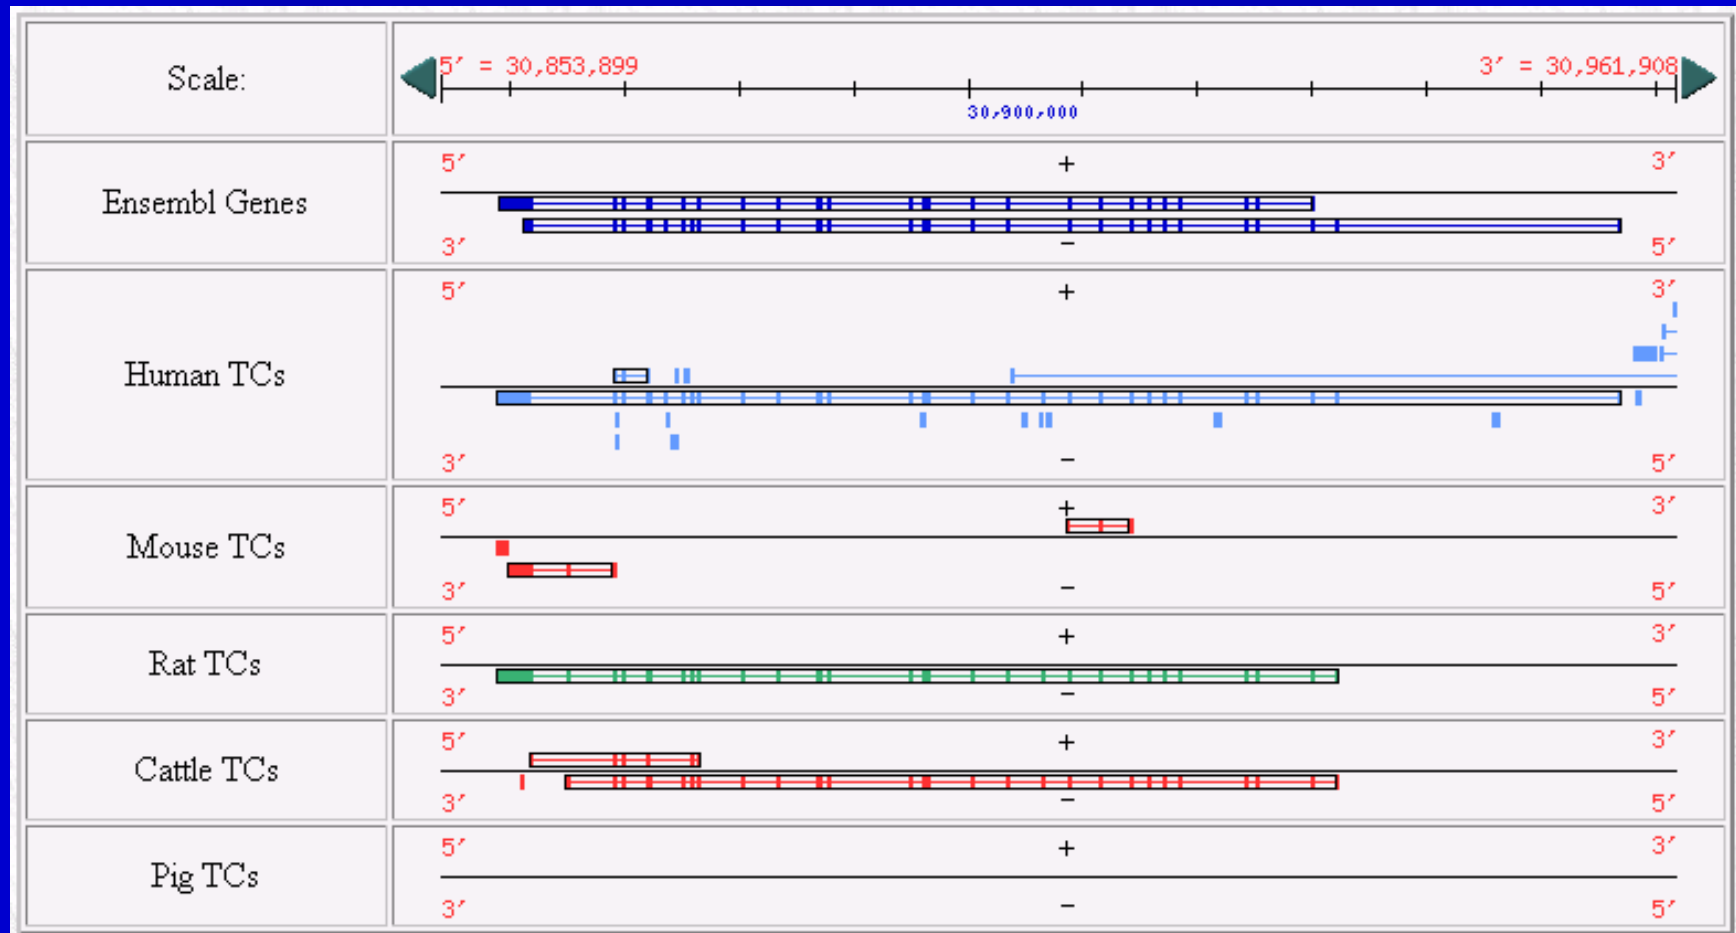 Scale:
5′ = 30,853,899 3′ = 30,961,908
30,900,000
Ensembl Genes
5′ + 3′
3′ − 5′
Human TCs
5′ + 3′
3′ − 5′
Mouse TCs
5′ + 3′
3′ − 5′
Rat TCs
5′ + 3′
3′ − 5′
Cattle TCs
5′ + 3′
3′ − 5′
Pig TCs
5′ + 3′
3′ − 5′